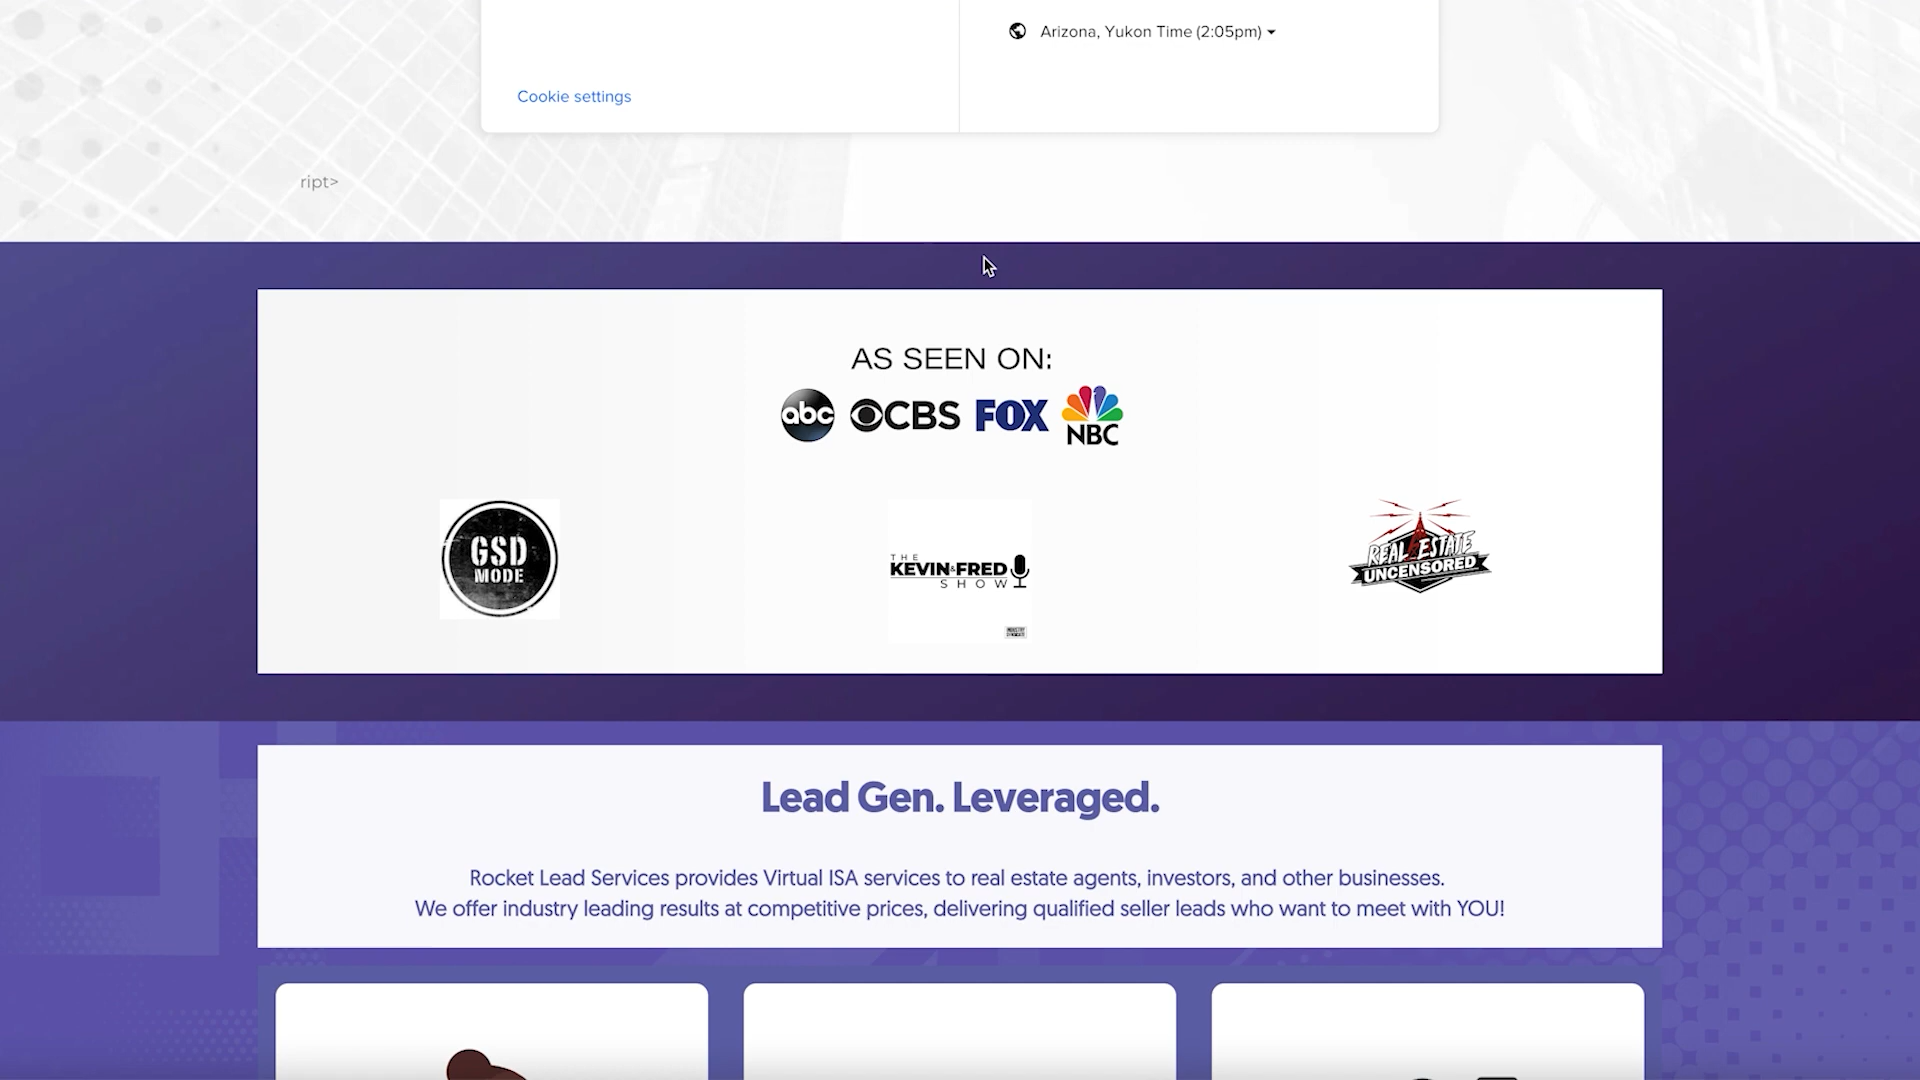 Arizona, Yukon Time (2:05pm)
Cookie settings
ript>
AS SEEN ON:
abc CBS FOX NBC
GSD
MODE
THE
KEVIN & FRED
SHOW
REAL ESTATE
UNCENSORED
Lead Gen. Leveraged.
Rocket Lead Services provides Virtual ISA services to real estate agents, investors, and other businesses.
We offer industry leading results at competitive prices, delivering qualified seller leads who want to meet with YOU!